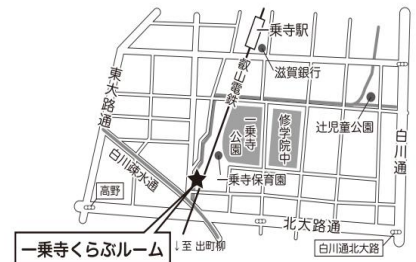 一乗寺駅
滋賀銀行
叡山電鉄
東大路通
一乗寺公園
修学院中
辻児童公園
白川通
白川疎水通
一乗寺保育園
高野
北大路通
一乗寺くらぶルーム
↓至 出町柳
白川通北大路